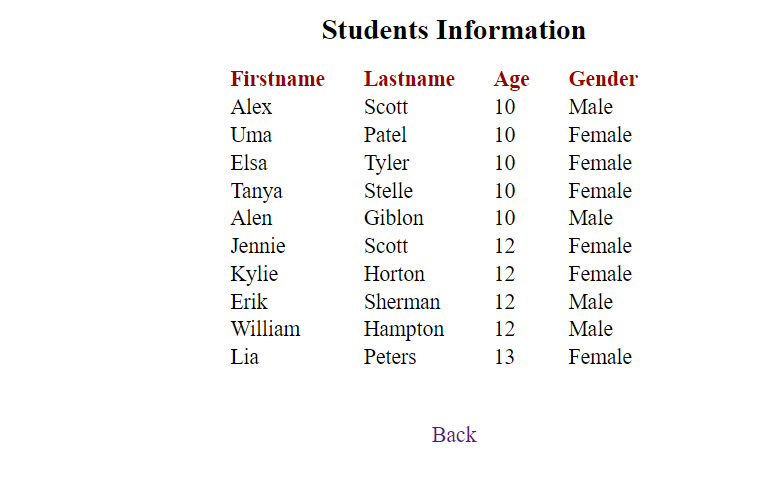 Students Information
Firstname Lastname Age Gender
Alex Scott 10 Male
Uma Patel 10 Female
Elsa Tyler 10 Female
Tanya Stelle 10 Female
Alen Giblon 10 Male
Jennie Scott 12 Female
Kylie Horton 12 Female
Erik Sherman 12 Male
William Hampton 12 Male
Lia Peters 13 Female
Back